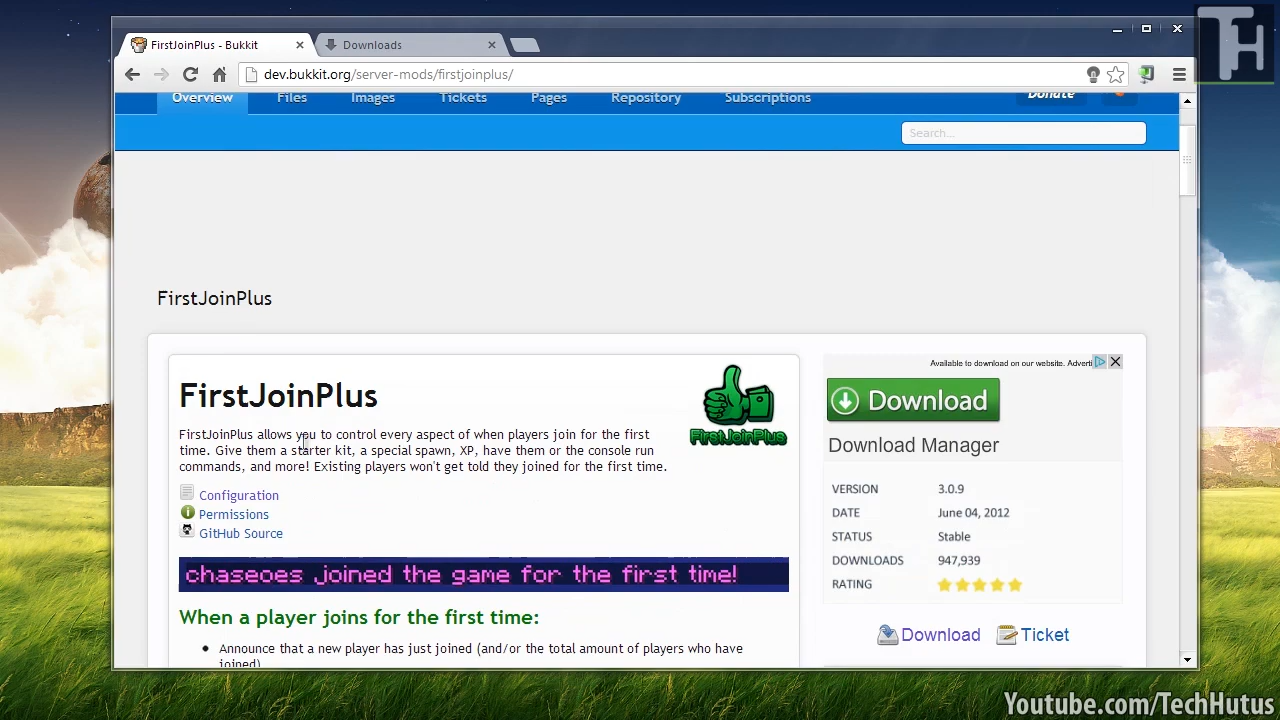 TH
FirstJoinPlus - Bukkit
Downloads
dev.bukkit.org/server-mods/firstjoinplus/
Overview
Files
Images
Tickets
Pages
Repository
Subscriptions
Donate
Search...
FirstJoinPlus
FirstJoinPlus
FirstJoinPlus allows you to control every aspect of when players join for the first
time. Give them a starter kit, a special spawn, XP, have them or the console run
commands, and more! Existing players won't get told they joined for the first time.
FirstJoinPlus
Configuration
Permissions
GitHub Source
chaseoes joined the game for the first time!
When a player joins for the first time:
Announce that a new player has just joined (and/or the total amount of players who have
joined)
Available to download on our website. Adverti
Download
Download Manager
VERSION 3.0.9
DATE June 04, 2012
STATUS Stable
DOWNLOADS 947,939
RATING
Download
Ticket
Youtube.com/TechHutus